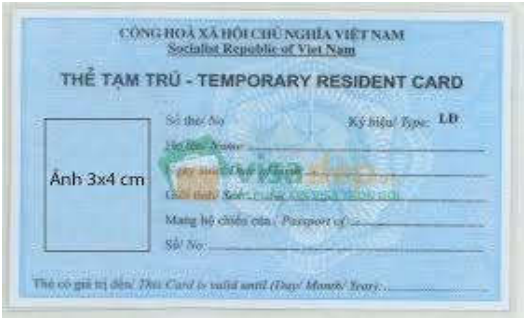 CỘNG HOÀ XÃ HỘI CHỦ NGHĨA VIỆT NAM
Socialist Republic of Viet Nam
THẺ TẠM TRÚ - TEMPORARY RESIDENT CARD
Số thẻ/ No
Ký hiệu/ Type: LĐ
Họ tên/ Name
Ảnh 3x4 cm
Giới tính/ Sex
Mang hộ chiếu của / Passport of:
Số/ No:
Thẻ có giá trị đến/ This Card is valid until (Day/ Month/ Year):